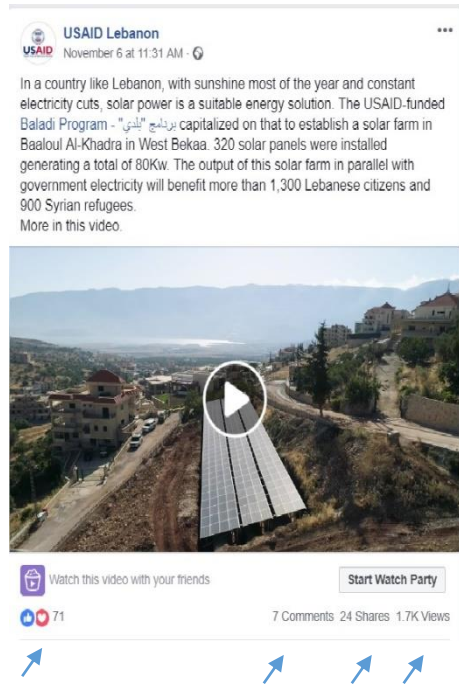 USAID
USAID Lebanon
November 6 at 11:31 AM ·
In a country like Lebanon, with sunshine most of the year and constant
electricity cuts, solar power is a suitable energy solution. The USAID-funded
Baladi Program - "برنامج "بَلَدي capitalized on that to establish a solar farm in
Baaloul Al-Khadra in West Bekaa. 320 solar panels were installed
generating a total of 80Kw. The output of this solar farm in parallel with
government electricity will benefit more than 1,300 Lebanese citizens and
900 Syrian refugees.
More in this video.
Watch this video with your friends Start Watch Party
71 7 Comments 24 Shares 1.7K Views